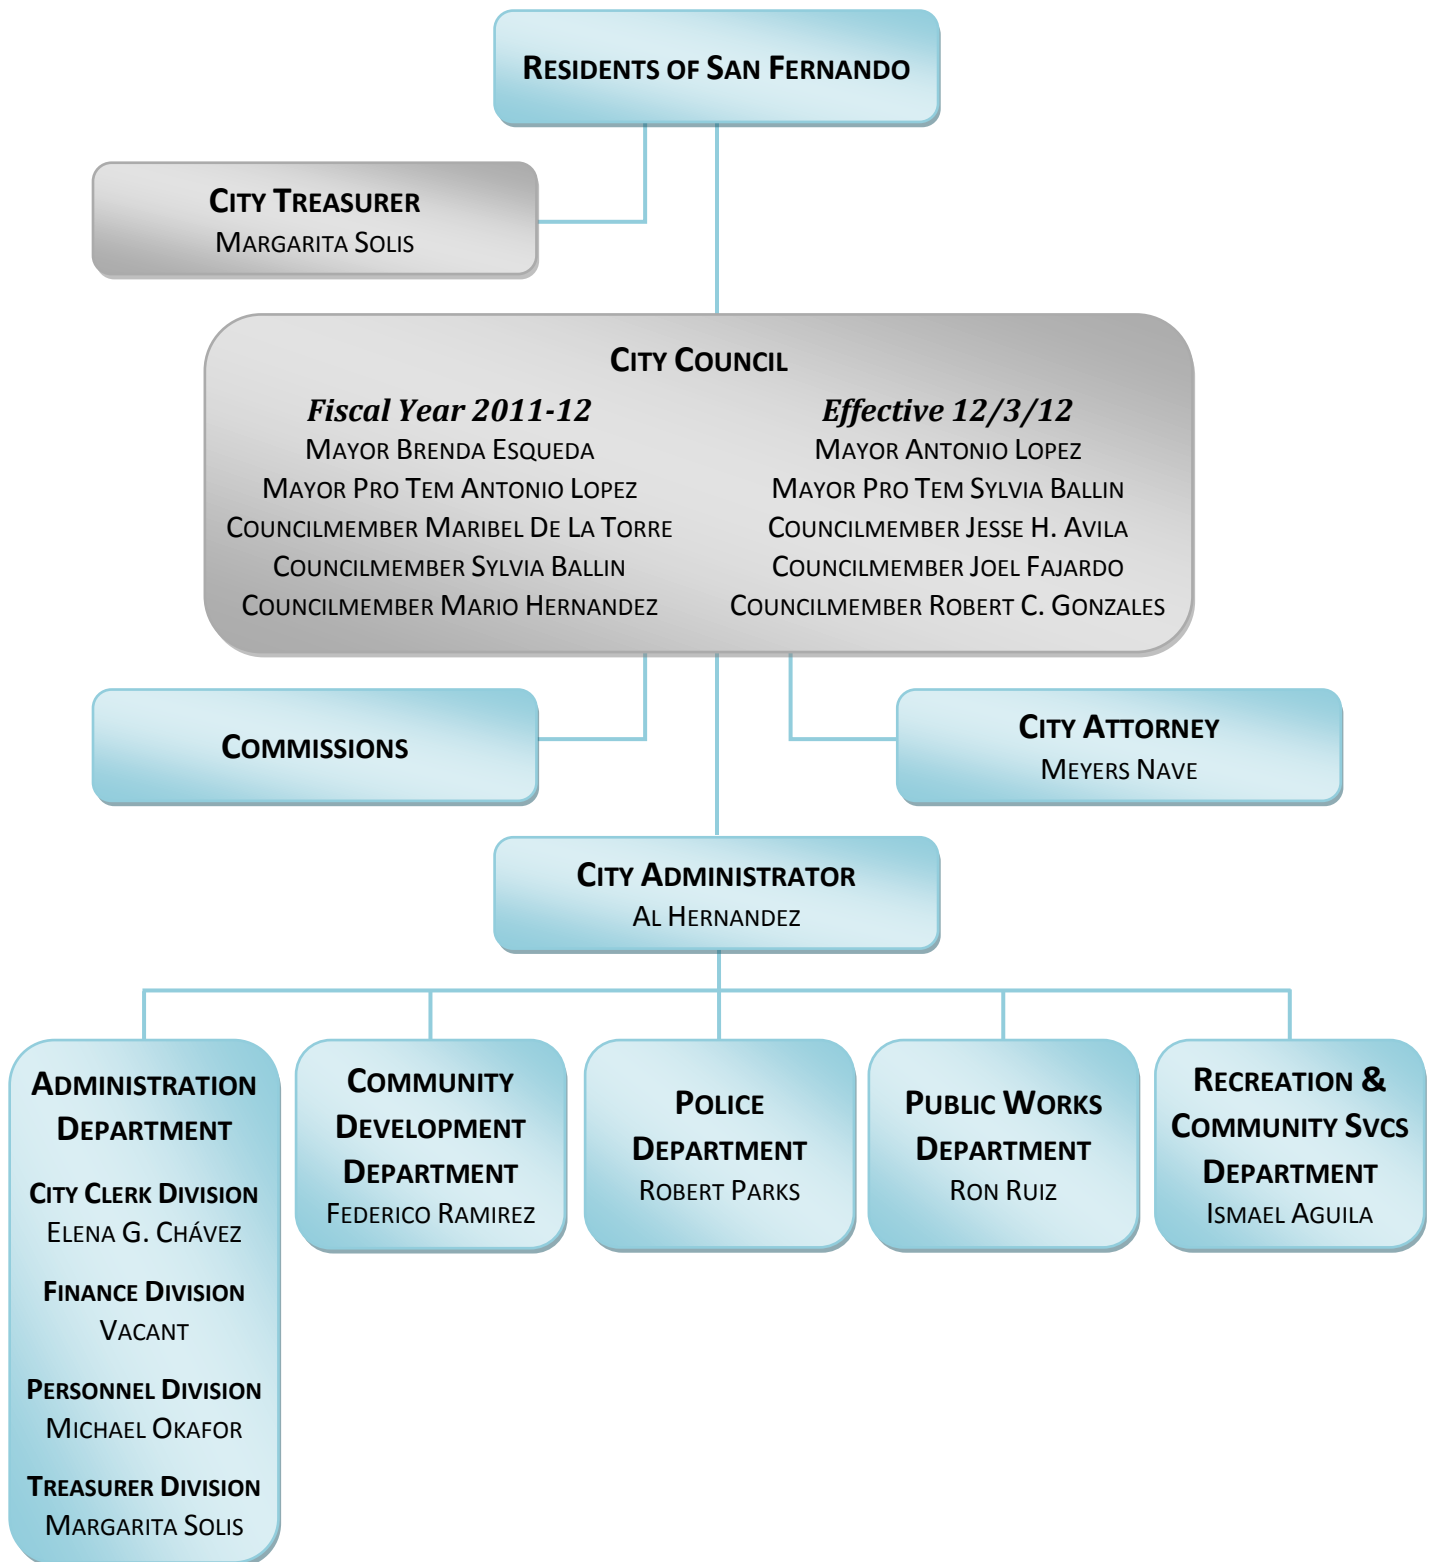 RESIDENTS OF SAN FERNANDO
CITY TREASURER
MARGARITA SOLIS
CITY COUNCIL
Fiscal Year 2011-12
MAYOR BRENDA ESQUEDA
MAYOR PRO TEM ANTONIO LOPEZ
COUNCILMEMBER MARIBEL DE LA TORRE
COUNCILMEMBER SYLVIA BALLIN
COUNCILMEMBER MARIO HERNANDEZ
Effective 12/3/12
MAYOR ANTONIO LOPEZ
MAYOR PRO TEM SYLVIA BALLIN
COUNCILMEMBER JESSE H. AVILA
COUNCILMEMBER JOEL FAJARDO
COUNCILMEMBER ROBERT C. GONZALES
COMMISSIONS
CITY ATTORNEY
MEYERS NAVE
CITY ADMINISTRATOR
AL HERNANDEZ
ADMINISTRATION
DEPARTMENT
CITY CLERK DIVISION
ELENA G. CHÁVEZ
FINANCE DIVISION
VACANT
PERSONNEL DIVISION
MICHAEL OKAFOR
TREASURER DIVISION
MARGARITA SOLIS
COMMUNITY
DEVELOPMENT
DEPARTMENT
FEDERICO RAMIREZ
POLICE
DEPARTMENT
ROBERT PARKS
PUBLIC WORKS
DEPARTMENT
RON RUIZ
RECREATION &
COMMUNITY SVCS
DEPARTMENT
ISMAEL AGUILA